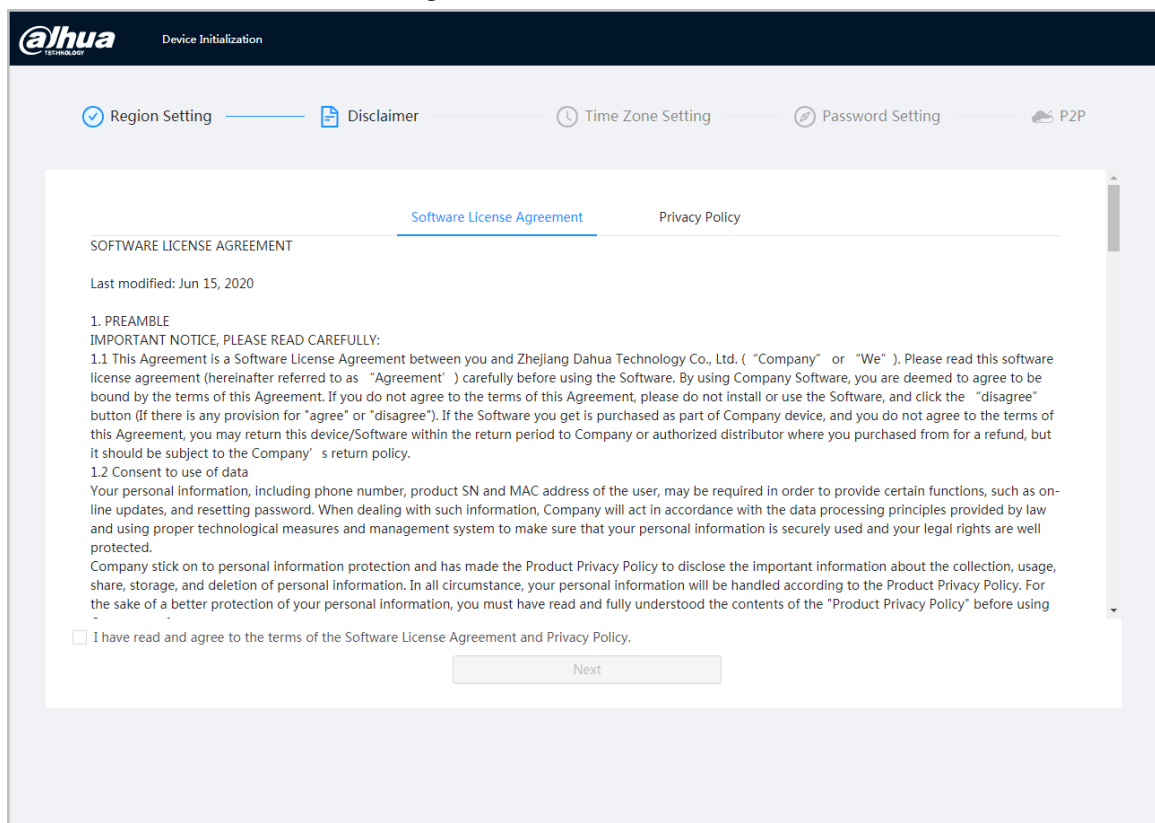 alhua
TECHNOLOGY
Device Initialization
Region Setting
Disclaimer
Time Zone Setting
Password Setting
P2P
Software License Agreement
Privacy Policy
SOFTWARE LICENSE AGREEMENT
Last modified: Jun 15, 2020
1. PREAMBLE
IMPORTANT NOTICE, PLEASE READ CAREFULLY:
1.1 This Agreement is a Software License Agreement between you and Zhejiang Dahua Technology Co., Ltd. ( “Company” or “We” ). Please read this software
license agreement (hereinafter referred to as “Agreement’ ) carefully before using the Software. By using Company Software, you are deemed to agree to be
bound by the terms of this Agreement. If you do not agree to the terms of this Agreement, please do not install or use the Software, and click the “disagree”
button (If there is any provision for "agree" or "disagree"). If the Software you get is purchased as part of Company device, and you do not agree to the terms of
this Agreement, you may return this device/Software within the return period to Company or authorized distributor where you purchased from for a refund, but
it should be subject to the Company’ s return policy.
1.2 Consent to use of data
Your personal information, including phone number, product SN and MAC address of the user, may be required in order to provide certain functions, such as on-
line updates, and resetting password. When dealing with such information, Company will act in accordance with the data processing principles provided by law
and using proper technological measures and management system to make sure that your personal information is securely used and your legal rights are well
protected.
Company stick on to personal information protection and has made the Product Privacy Policy to disclose the important information about the collection, usage,
share, storage, and deletion of personal information. In all circumstance, your personal information will be handled according to the Product Privacy Policy. For
the sake of a better protection of your personal information, you must have read and fully understood the contents of the "Product Privacy Policy" before using
I have read and agree to the terms of the Software License Agreement and Privacy Policy.
Next